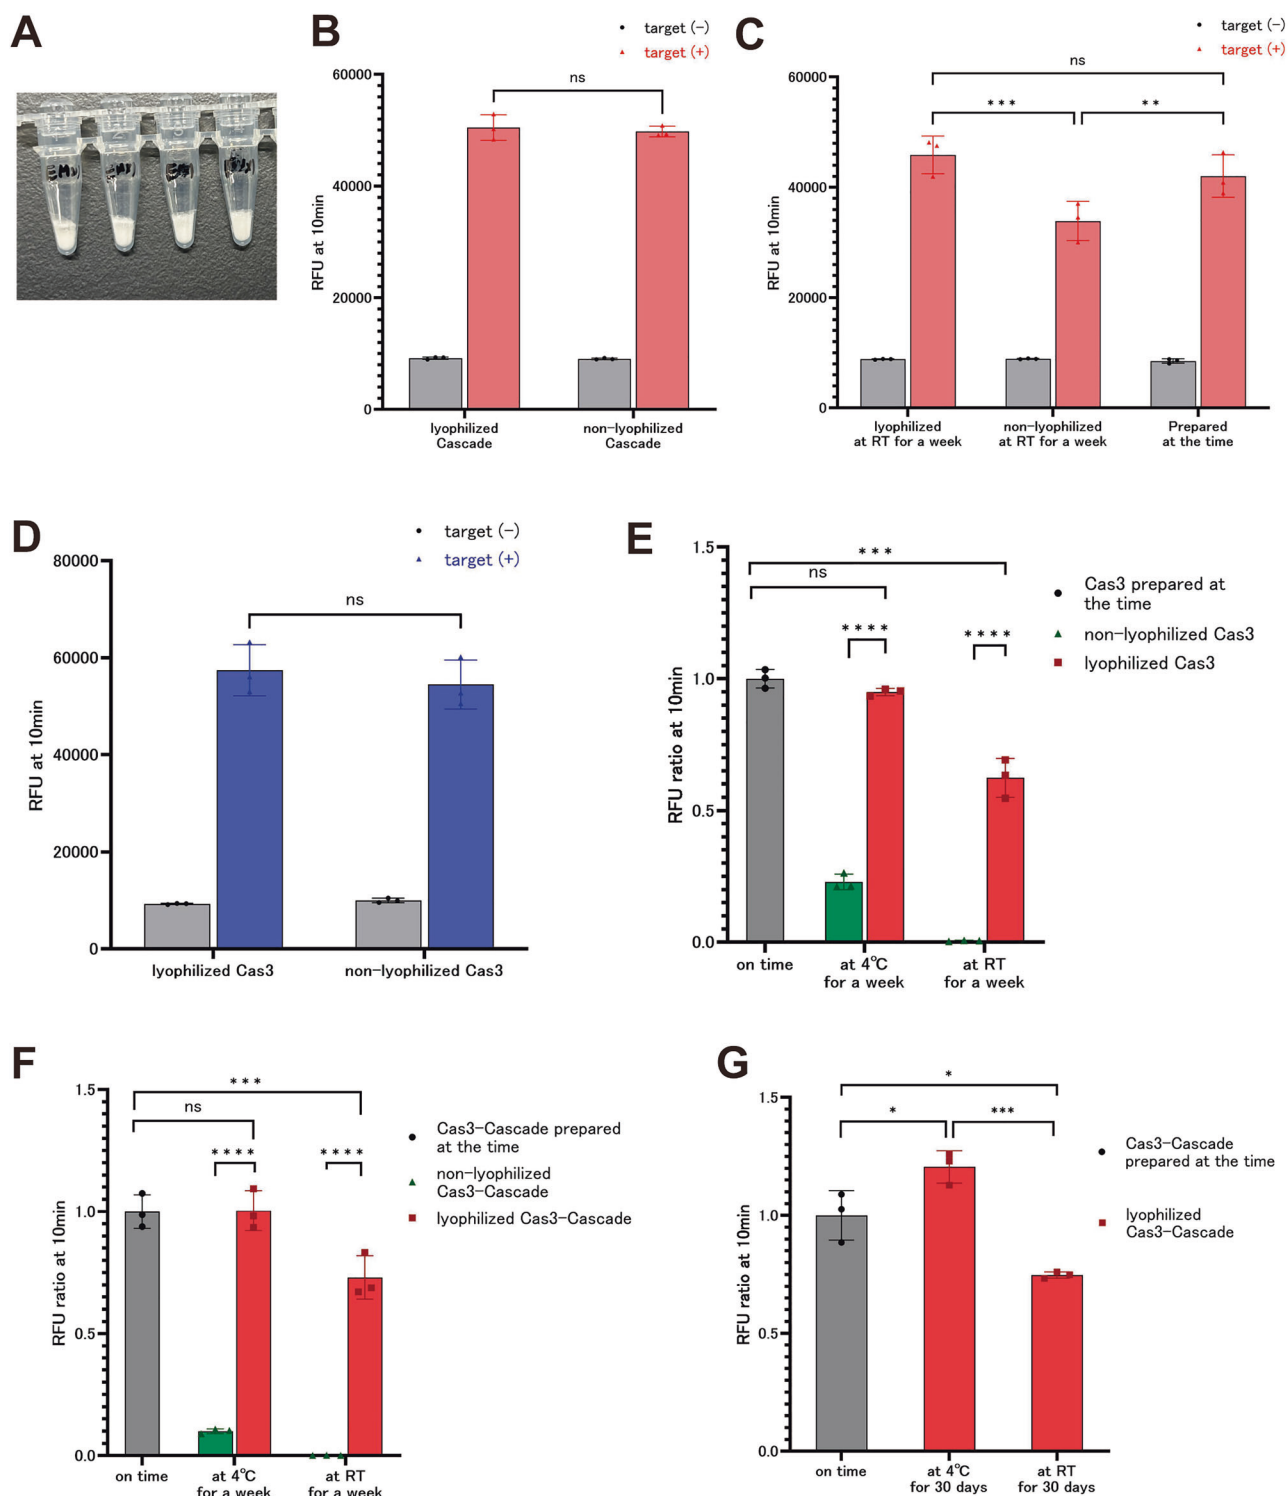 A
B
target (−)
target (+)
60000
40000
20000
0
RFU at 10min
ns
lyophilized
Cascade
non-lyophilized
Cascade
C
target (−)
target (+)
60000
40000
20000
0
RFU at 10min
ns
***
**
lyophilized
at RT for a week
non-lyophilized
at RT for a week
Prepared
at the time
D
target (−)
target (+)
80000
60000
40000
20000
0
RFU at 10min
ns
lyophilized Cas3
non-lyophilized Cas3
E
1.5
1.0
0.5
0.0
RFU ratio at 10min
***
ns
****
****
Cas3 prepared at
the time
non-lyophilized Cas3
lyophilized Cas3
on time
at 4℃
for a week
at RT
for a week
F
1.5
1.0
0.5
0.0
RFU ratio at 10min
***
ns
****
****
Cas3-Cascade prepared
at the time
non-lyophilized
Cas3-Cascade
lyophilized Cas3-Cascade
on time
at 4℃
for a week
at RT
for a week
G
1.5
1.0
0.5
0.0
RFU ratio at 10min
*
*
***
Cas3-Cascade
prepared at the time
lyophilized
Cas3-Cascade
on time
at 4℃
for 30 days
at RT
for 30 days